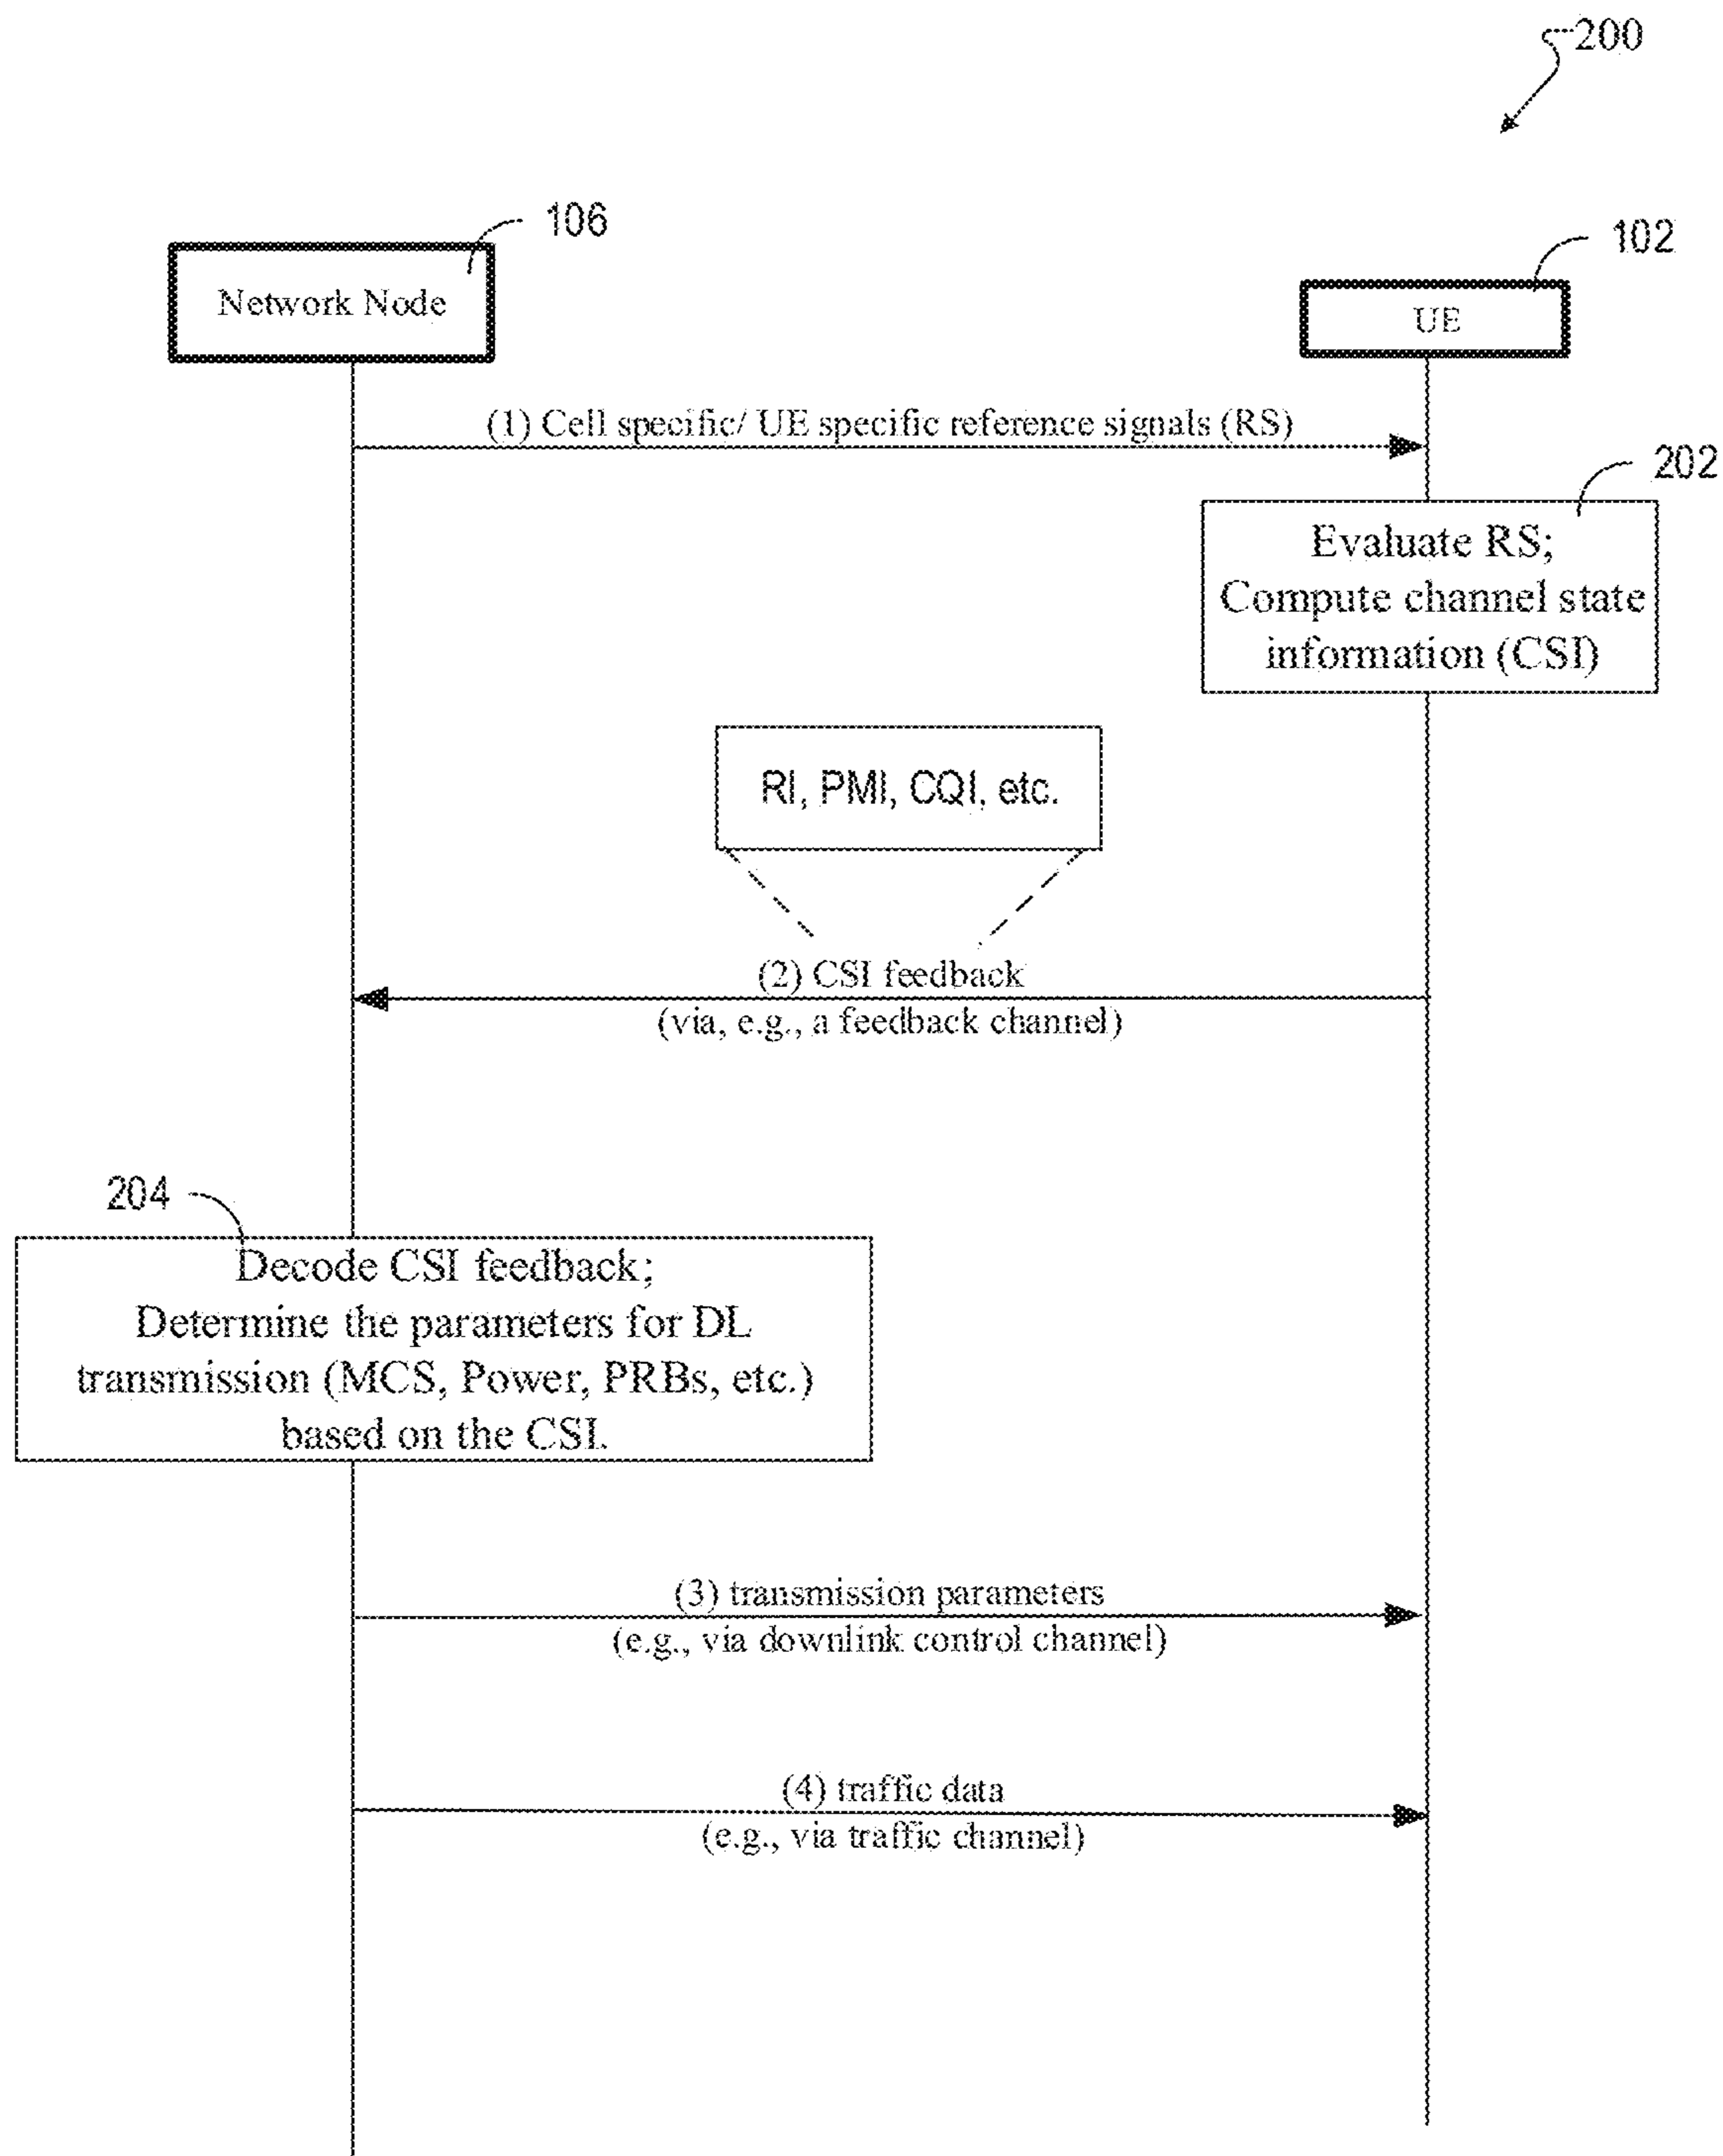 200
106
Network Node
102
UE
(1) Cell specific/ UE specific reference signals (RS)
202
Evaluate RS;
Compute channel state
information (CSI)
RI, PMI, CQI, etc.
(2) CSI feedback
(via, e.g., a feedback channel)
204
Decode CSI feedback;
Determine the parameters for DL
transmission (MCS, Power, PRBs, etc.)
based on the CSI.
(3) transmission parameters
(e.g., via downlink control channel)
(4) traffic data
(e.g., via traffic channel)